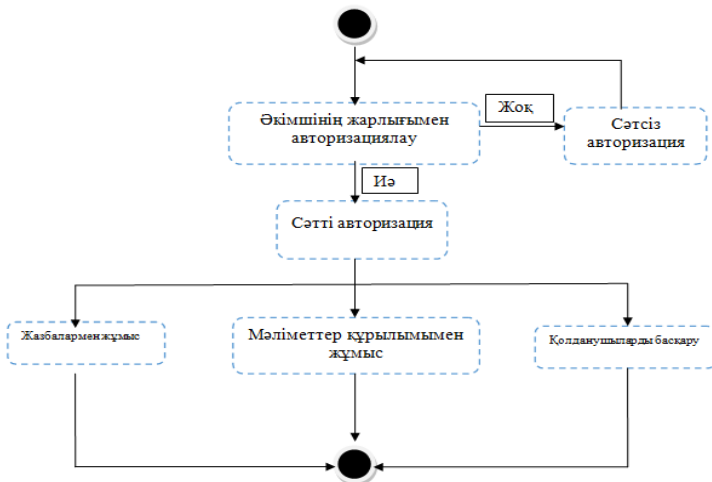 Әкімшінің жарлығымен
авторизациялау
Жоқ
Сәтсіз
авторизация
Иә
Сәтті авторизация
Жазбалармен жұмыс
Мәліметтер құрылымымен
жұмыс
Қолданушыларды басқару